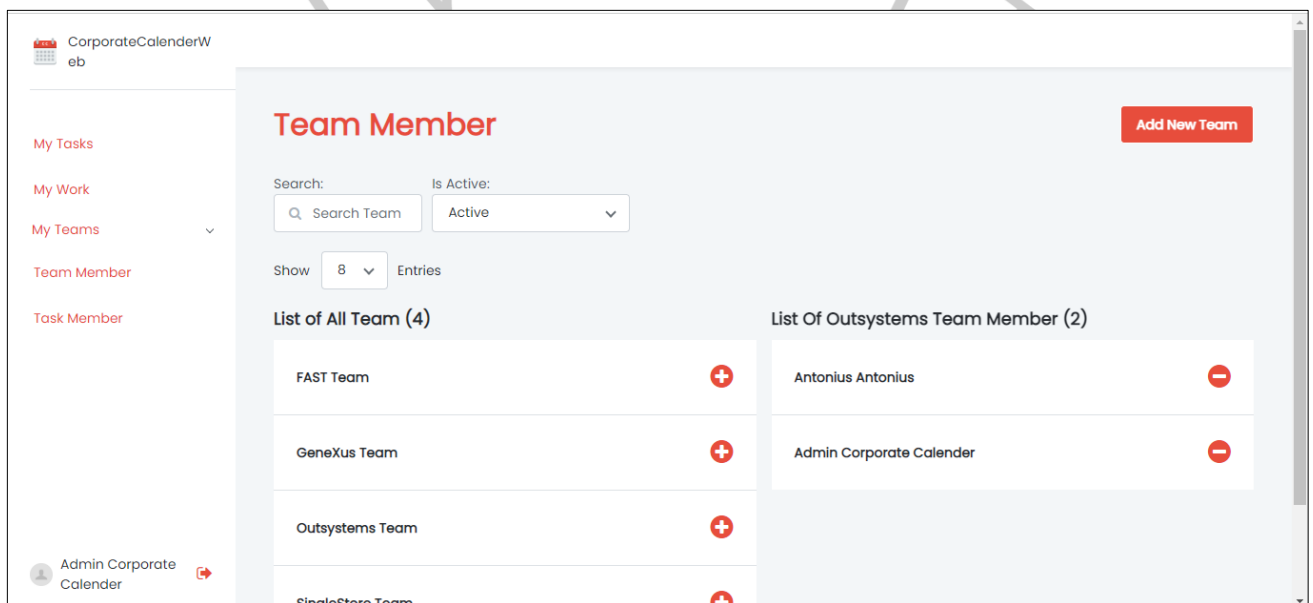 CorporateCalenderW
eb
My Tasks
My Work
My Teams
Team Member
Task Member
Admin Corporate
Calender
Team Member
Add New Team
Search:
Is Active:
Search Team
Active
Show 8 Entries
List of All Team (4)
FAST Team
GeneXus Team
Outsystems Team
SingleStore Team
List Of Outsystems Team Member (2)
Antonius Antonius
Admin Corporate Calender